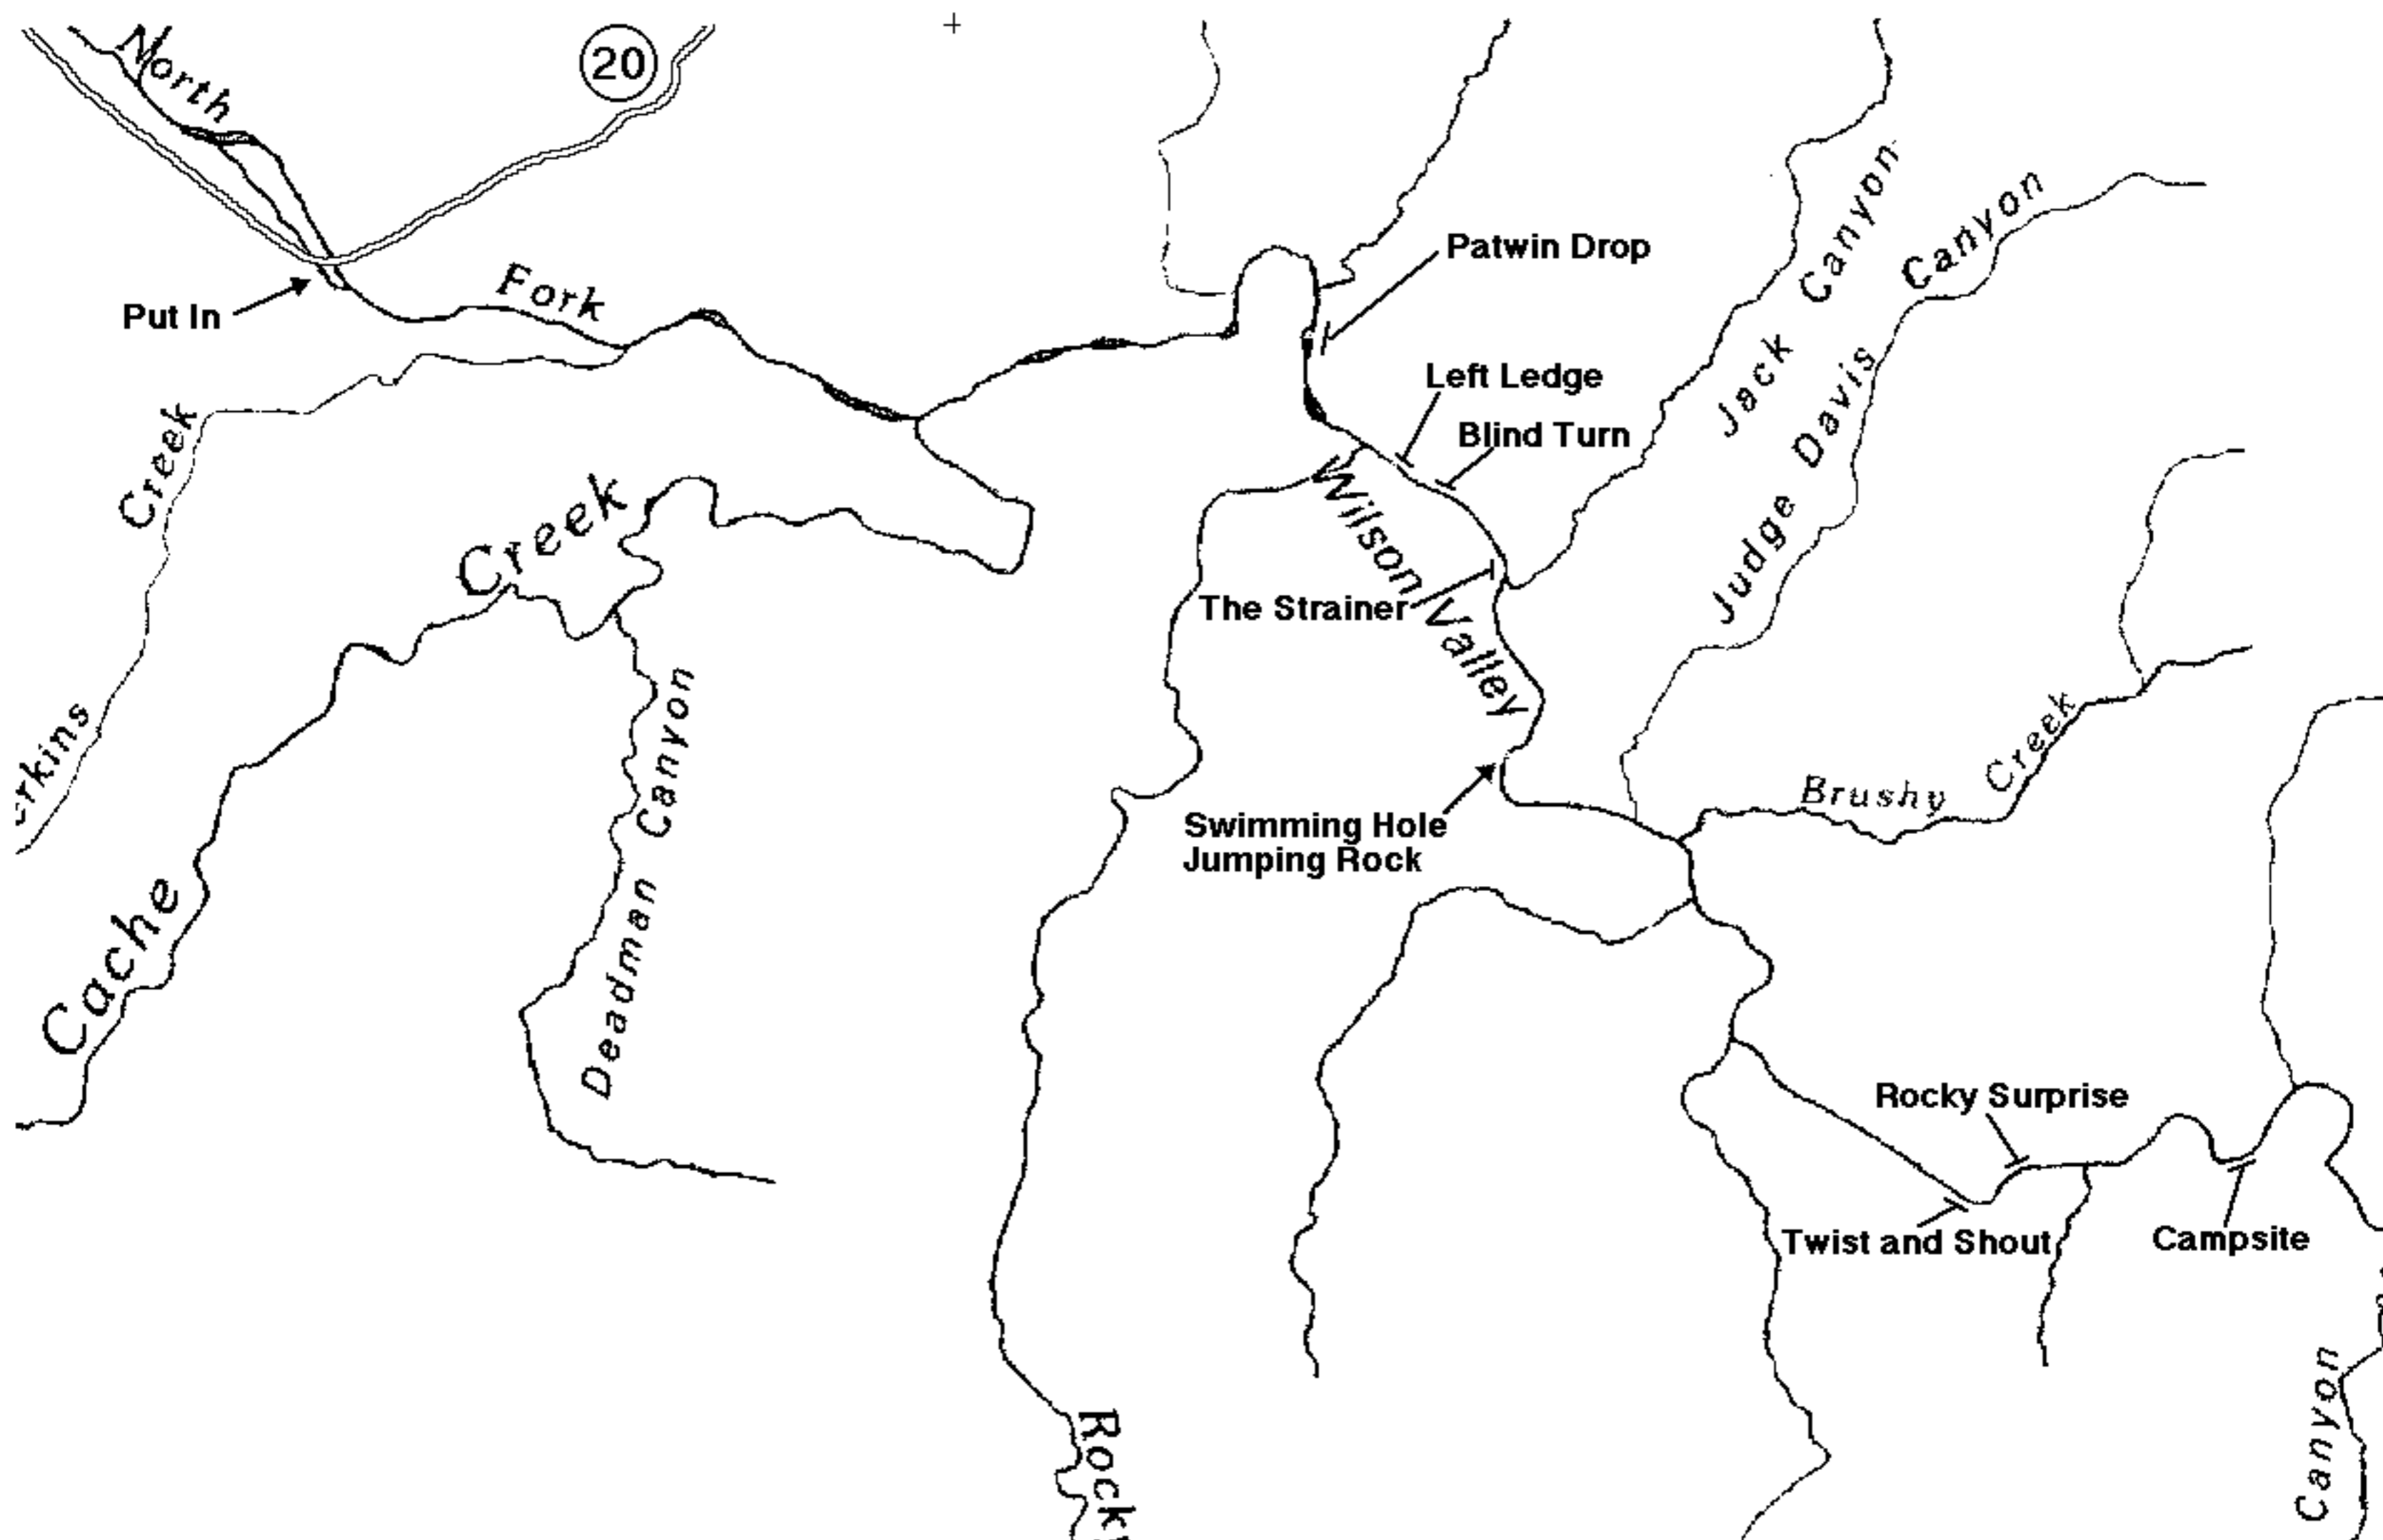 North
20
Fork
Put In
Patwin Drop
Left Ledge
Blind Turn
Jack Canyon
Judge Davis Canyon
Creek
Cache Creek
Wilson Valley
The Strainer
Deadman Canyon
Swimming Hole
Jumping Rock
Brushy Creek
Rocky Surprise
Twist and Shout
Campsite
Canyon